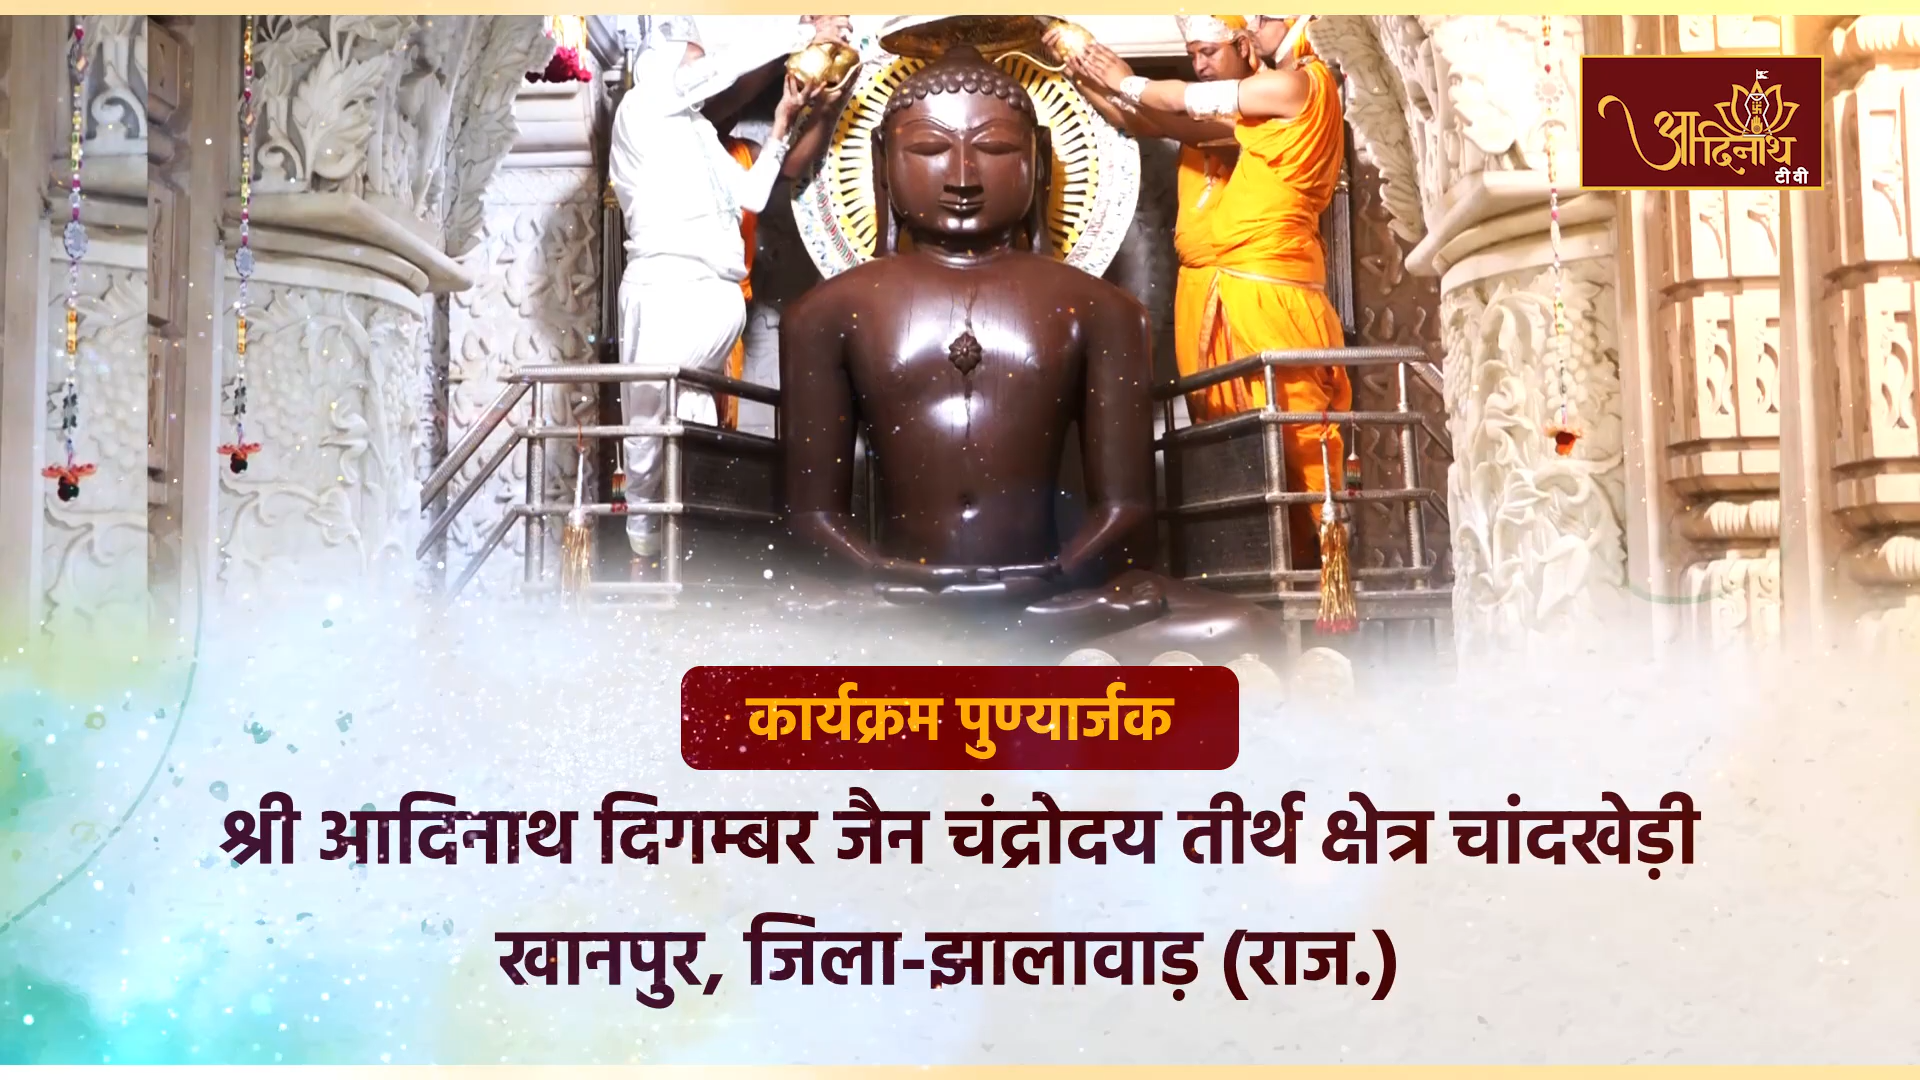 आदिनाथ
टी वी
कार्यक्रम पुण्यार्जक
श्री आदिनाथ दिगम्बर जैन चंद्रोदय तीर्थ क्षेत्र चांदखेड़ी
खानपुर, जिला-झालावाड़ (राज.)